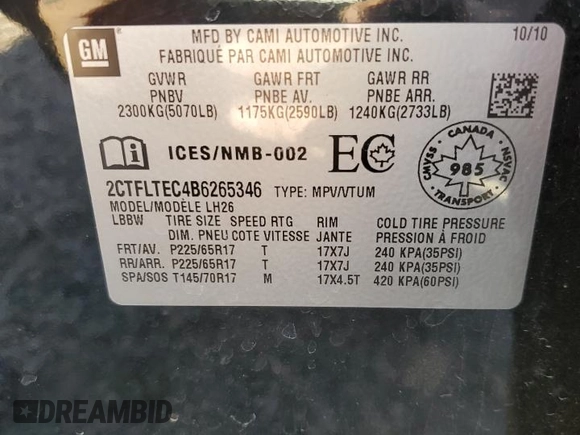 GM
MFD BY CAMI AUTOMOTIVE INC.
10/10
FABRIQUÉ PAR CAMI AUTOMOTIVE INC.
GVWR GAWR FRT GAWR RR
PNBV PNBE AV. PNBE ARR.
2300KG(5070LB) 1175KG(2590LB) 1240KG(2733LB)
i ICES/NMB-002 EC
CANADA
CMVSS 985 NSVAC
TRANSPORT
2CTFLTEC4B6265346 TYPE: MPV/VTUM
MODEL/MODÈLE LH26
LBBW TIRE SIZE SPEED RTG RIM COLD TIRE PRESSURE
DIM. PNEU COTE VITESSE JANTE PRESSION À FROID
FRT/AV. P225/65R17 T 17X7J 240 KPA(35PSI)
RR/ARR. P225/65R17 T 17X7J 240 KPA(35PSI)
SPA/SOS T145/70R17 M 17X4.5T 420 KPA(60PSI)
DREAMBID